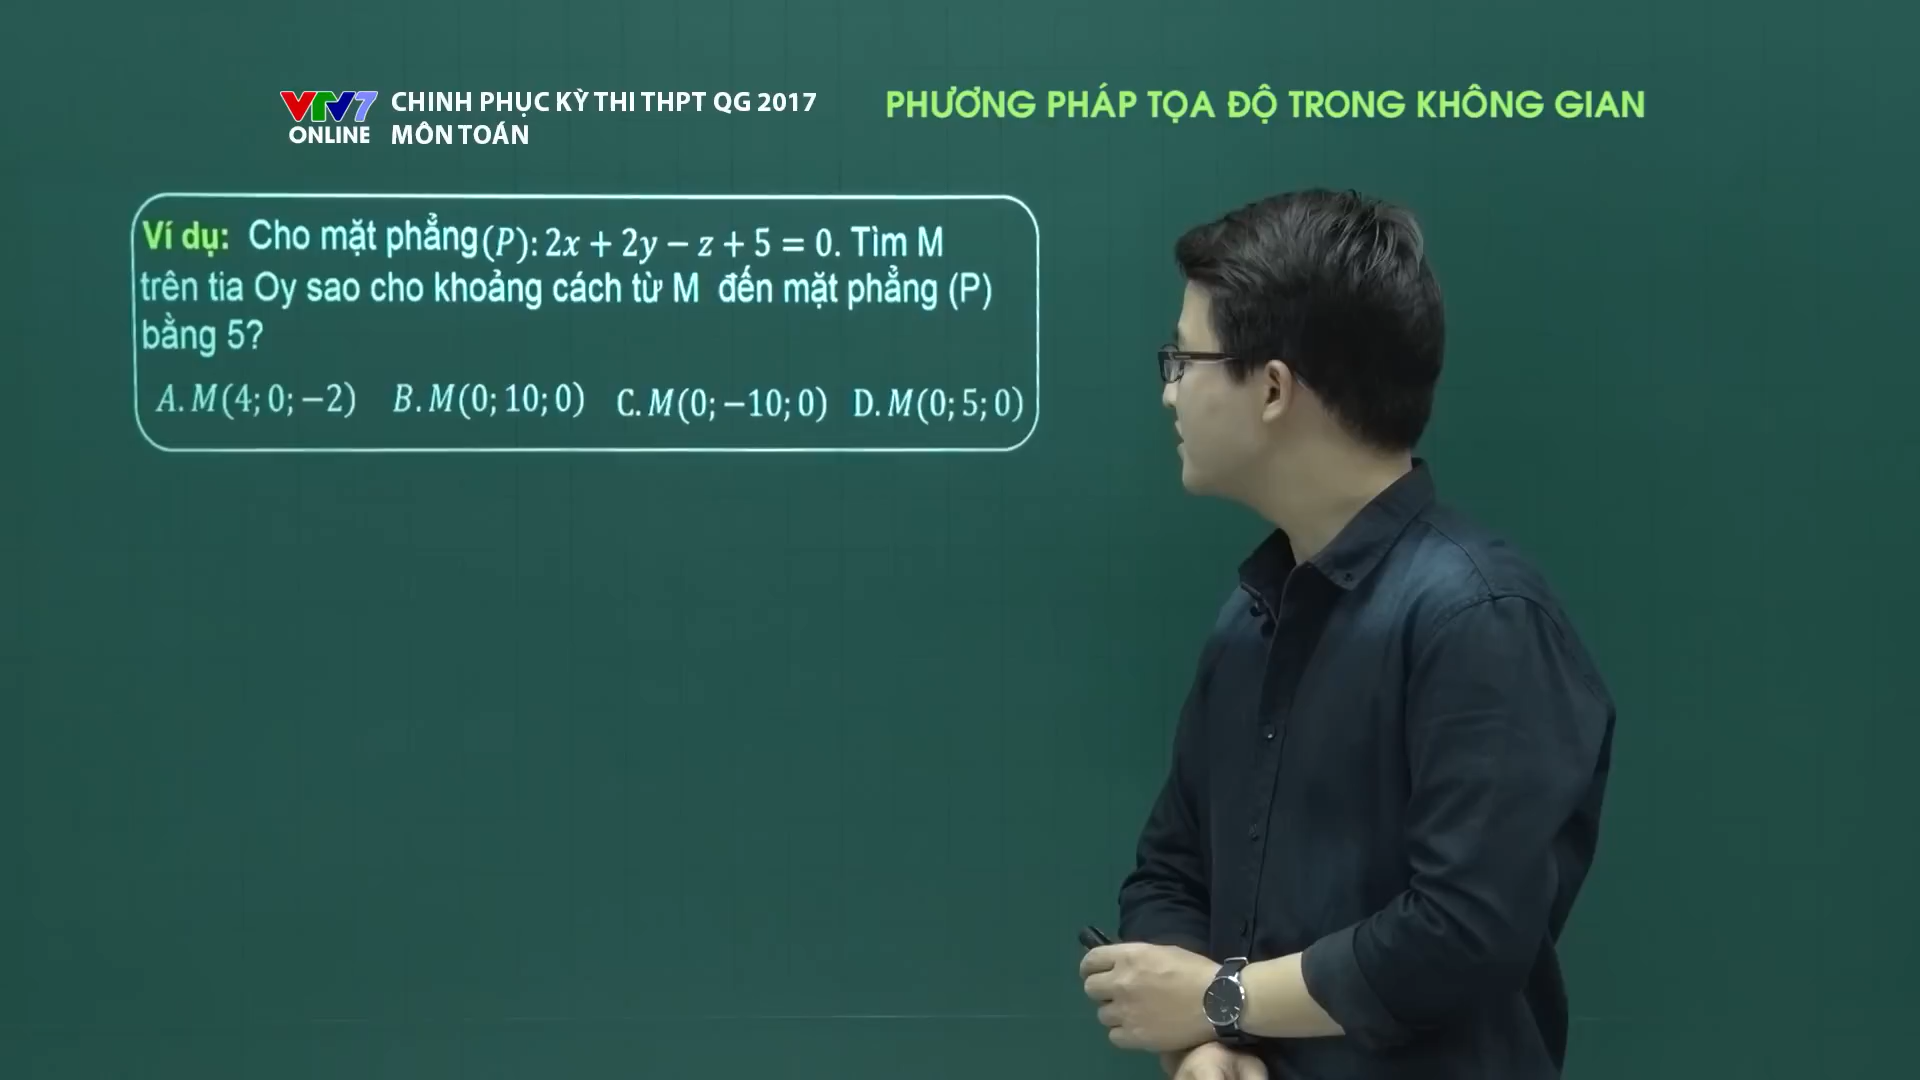 VTV7
ONLINE
CHINH PHỤC KỲ THI THPT QG 2017
MÔN TOÁN
PHƯƠNG PHÁP TỌA ĐỘ TRONG KHÔNG GIAN
Ví dụ: Cho mặt phẳng (P): 2x + 2y − z + 5 = 0. Tìm M
trên tia Oy sao cho khoảng cách từ M đến mặt phẳng (P)
bằng 5?
A. M(4; 0; −2) B. M(0; 10; 0) C. M(0; −10; 0) D. M(0; 5; 0)